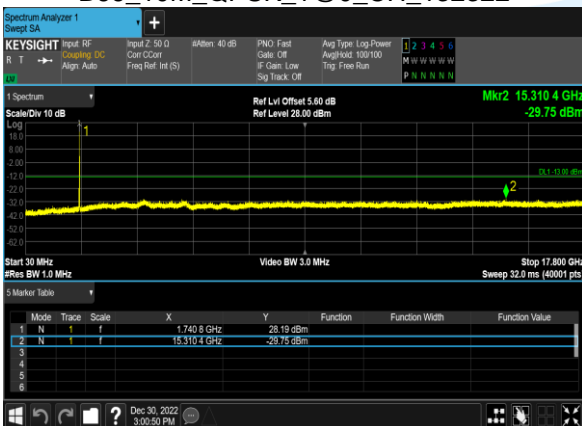 Spectrum Analyzer 1
Swept SA
+
KEYSIGHT
R T
LV
Input: RF
Coupling: DC
Align: Auto
Input Z: 50 Ω
Corr CCorr
Freq Ref: Int (S)
#Atten: 40 dB
PNO: Fast
Gate: Off
IF Gain: Low
Sig Track: Off
Avg Type: Log-Power
Avg|Hold: 100/100
Trig: Free Run
1 2 3 4 5 6
M W W W W W
P N N N N N
1 Spectrum
Scale/Div 10 dB
Ref Lvl Offset 5.60 dB
Ref Level 28.00 dBm
Mkr2 15.310 4 GHz
-29.75 dBm
Log
18.0
8.00
-2.00
-12.0
-22.0
-32.0
-42.0
-52.0
-62.0
1
DL1 -13.00 dBm
2
Start 30 MHz
#Res BW 1.0 MHz
Video BW 3.0 MHz
Stop 17.800 GHz
Sweep 32.0 ms (40001 pts)
5 Marker Table
Mode Trace Scale X Y Function Function Width Function Value
1 N 1 f 1.740 8 GHz 28.19 dBm
2 N 1 f 15.310 4 GHz -29.75 dBm
3
4
5
6
?
Dec 30, 2022
3:00:50 PM